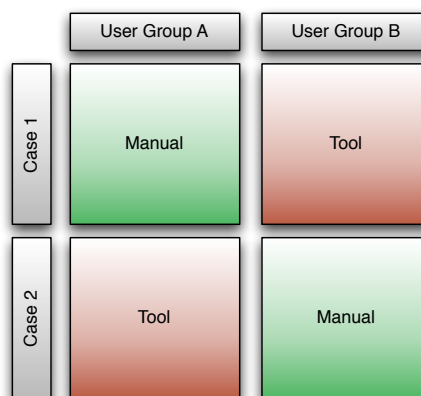 User Group A
User Group B
Case 1
Manual
Tool
Case 2
Tool
Manual